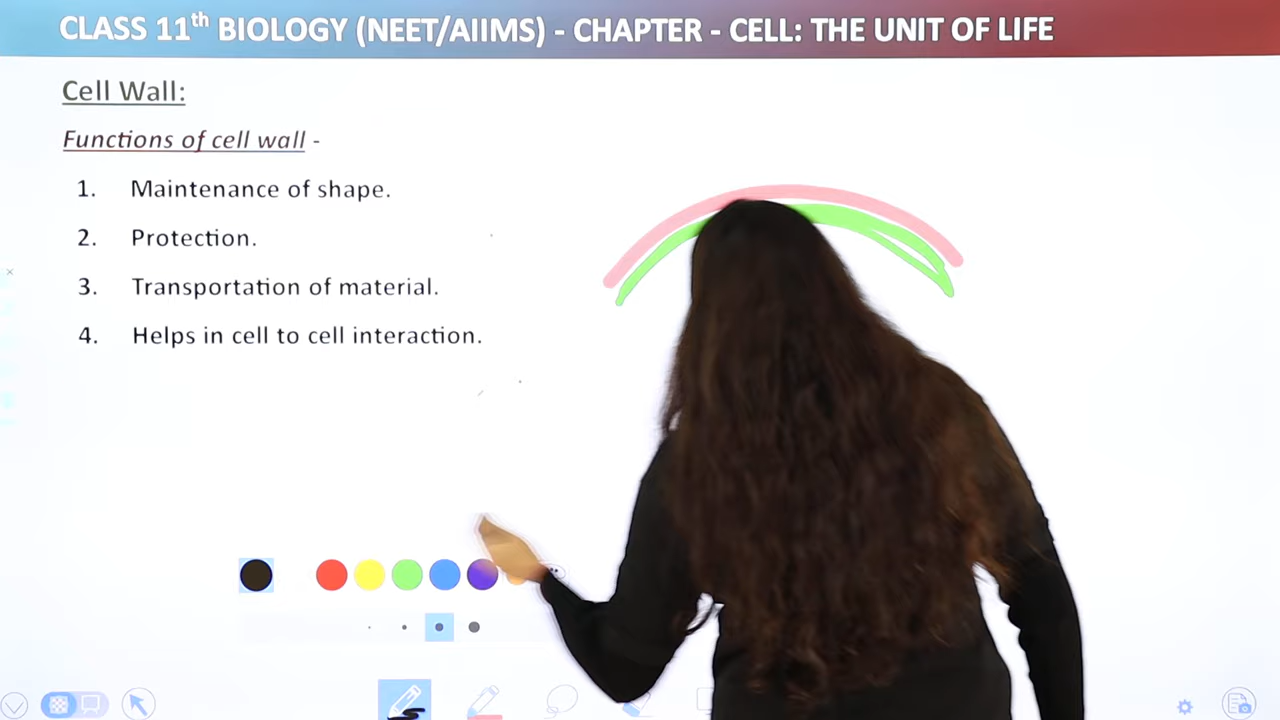 CLASS 11th BIOLOGY (NEET/AIIMS) - CHAPTER - CELL: THE UNIT OF LIFE
Cell Wall:
Functions of cell wall -
1. Maintenance of shape.
2. Protection.
3. Transportation of material.
4. Helps in cell to cell interaction.